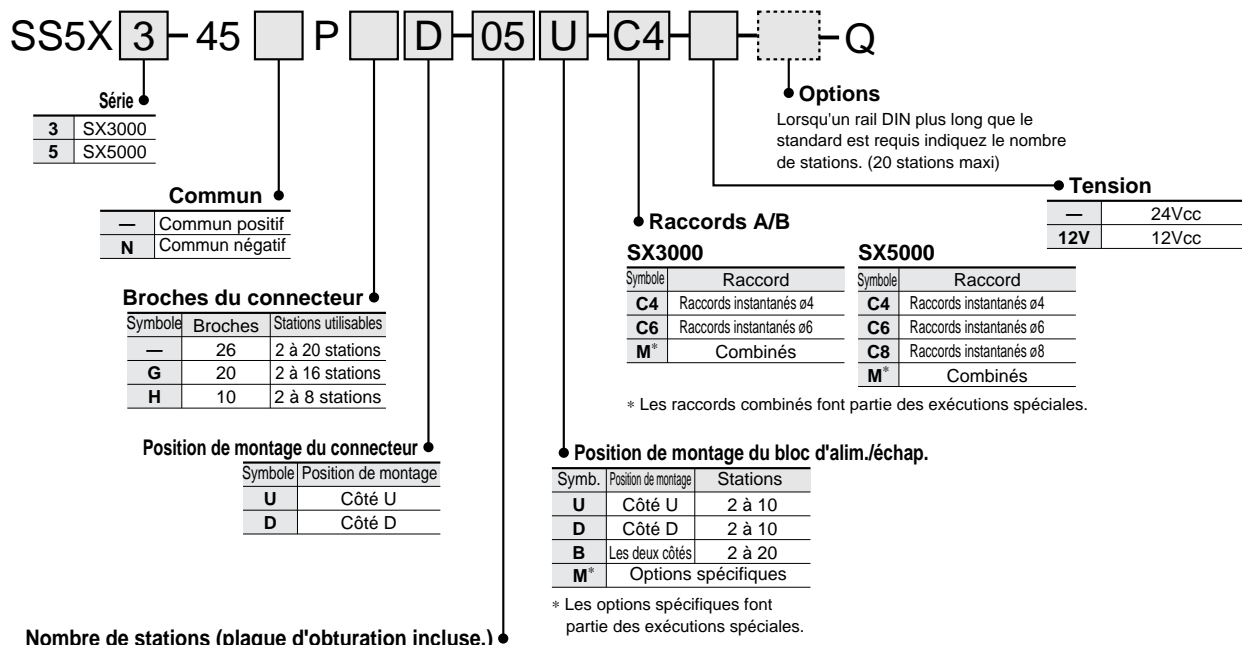 SS5X 3 - 45 P D - 05 U - C4 - - - Q
Série
3 SX3000
5 SX5000
Commun
— Commun positif
N Commun négatif
Broches du connecteur
Symbole Broches Stations utilisables
— 26 2 à 20 stations
G 20 2 à 16 stations
H 10 2 à 8 stations
Position de montage du connecteur
Symbole Position de montage
U Côté U
D Côté D
Nombre de stations (plaque d'obturation incluse.)
Options
Lorsqu'un rail DIN plus long que le
standard est requis indiquez le nombre
de stations. (20 stations maxi)
Tension
— 24Vcc
12V 12Vcc
Raccords A/B
SX3000
Symbole Raccord
C4 Raccords instantanés ø4
C6 Raccords instantanés ø6
M* Combinés
SX5000
Symbole Raccord
C4 Raccords instantanés ø4
C6 Raccords instantanés ø6
C8 Raccords instantanés ø8
M* Combinés
* Les raccords combinés font partie des exécutions spéciales.
Position de montage du bloc d'alim./échap.
Symb. Position de montage Stations
U Côté U 2 à 10
D Côté D 2 à 10
B Les deux côtés 2 à 20
M* Options spécifiques
* Les options spécifiques font
partie des exécutions spéciales.